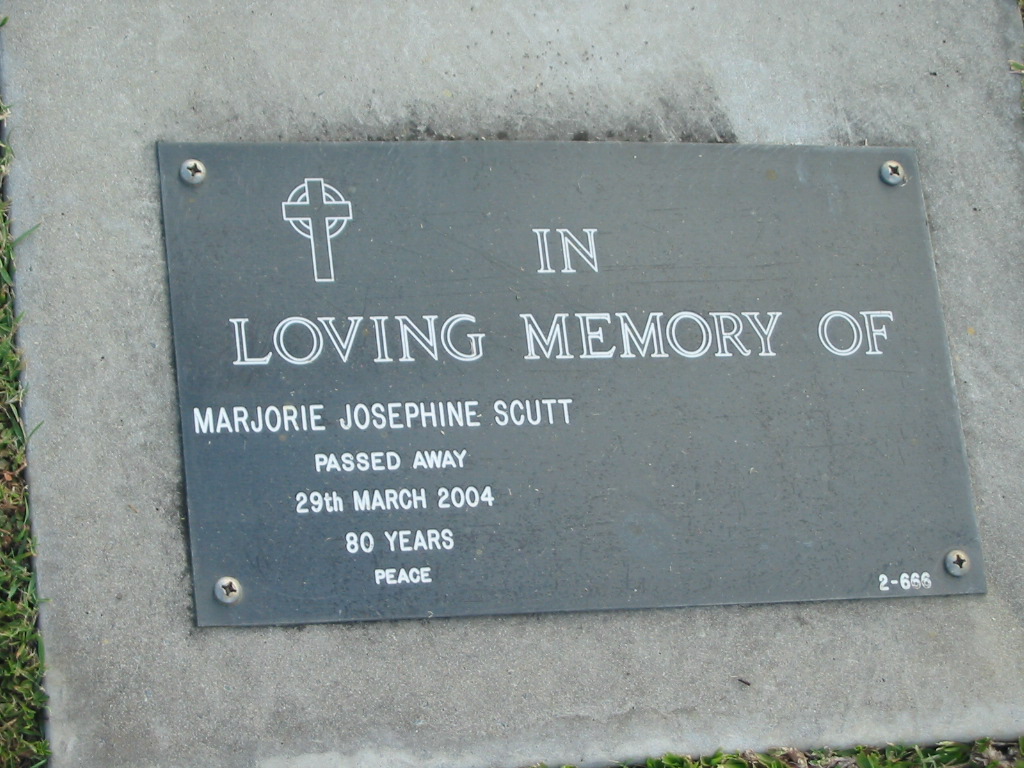 IN
LOVING MEMORY OF
MARJORIE JOSEPHINE SCUTT
PASSED AWAY
29th MARCH 2004
80 YEARS
PEACE
2-666